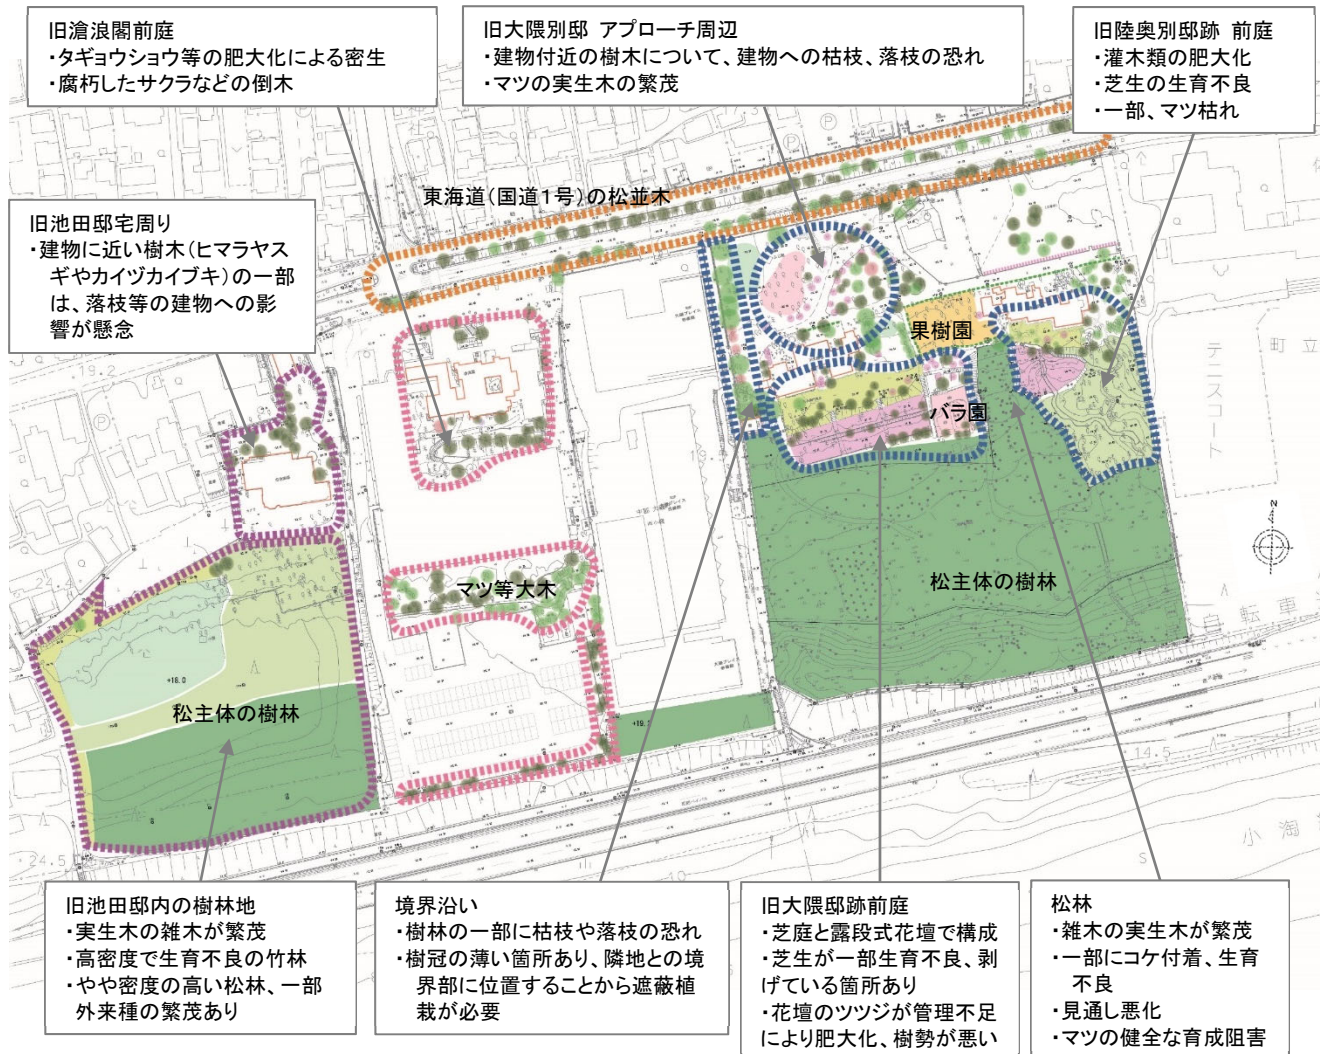 旧滄浪閣前庭
・タギョウショウ等の肥大化による密生
・腐朽したサクラなどの倒木
旧大隈別邸 アプローチ周辺
・建物付近の樹木について、建物への枯枝、落枝の恐れ
・マツの実生木の繁茂
旧陸奥別邸跡 前庭
・灌木類の肥大化
・芝生の生育不良
・一部、マツ枯れ
東海道(国道1号)の松並木
旧池田邸宅周り
・建物に近い樹木(ヒマラヤス
ギやカイヅカイブキ)の一部
は、落枝等の建物への影
響が懸念
果樹園
バラ園
テニスコート
町立
19.2
マツ等大木
松主体の樹林
松主体の樹林
+18.0
自転車
14.5
24.5
10
小淘
旧池田邸内の樹林地
・実生木の雑木が繁茂
・高密度で生育不良の竹林
・やや密度の高い松林、一部
外来種の繁茂あり
境界沿い
・樹林の一部に枯枝や落枝の恐れ
・樹冠の薄い箇所あり、隣地との境
界部に位置することから遮蔽植
栽が必要
旧大隈邸跡前庭
・芝庭と露段式花壇で構成
・芝生が一部生育不良、剥
げている箇所あり
・花壇のツツジが管理不足
により肥大化、樹勢が悪い
松林
・雑木の実生木が繁茂
・一部にコケ付着、生育
不良
・見通し悪化
・マツの健全な育成阻害